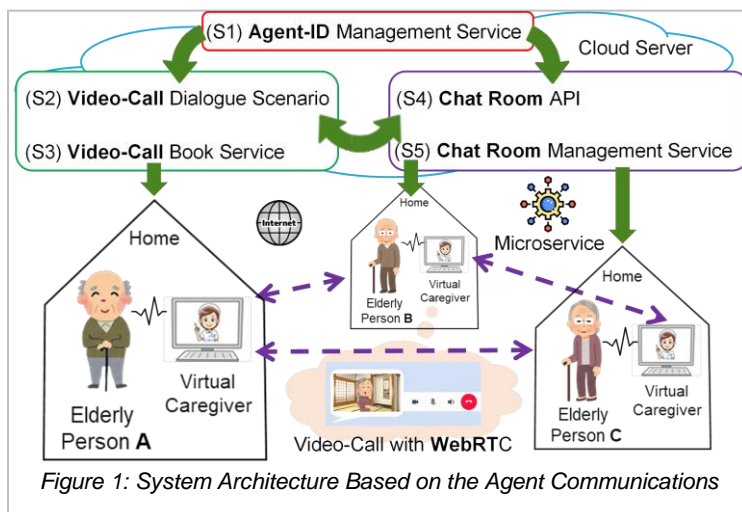 (S1) Agent-ID Management Service
Cloud Server
(S2) Video-Call Dialogue Scenario
(S3) Video-Call Book Service
(S4) Chat Room API
(S5) Chat Room Management Service
Internet
Microservice
Home
Elderly
Person A
Virtual
Caregiver
Home
Elderly
Person B
Virtual
Caregiver
Home
Elderly
Person C
Virtual
Caregiver
Video-Call with WebRTC
Figure 1: System Architecture Based on the Agent Communications